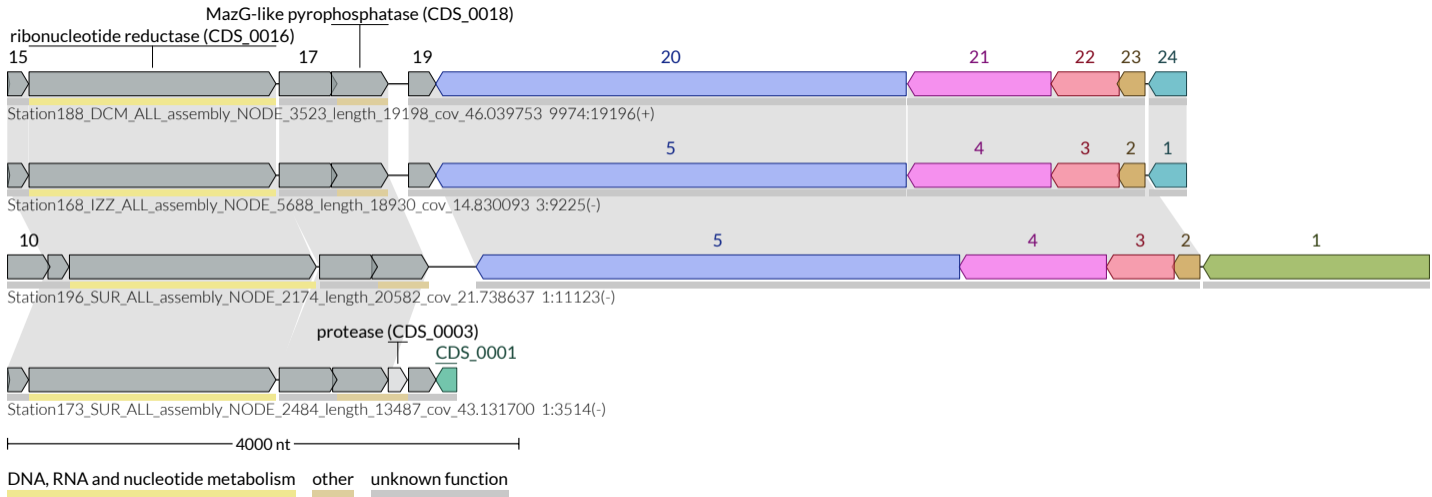 MazG-like pyrophosphatase (CDS_0018)
ribonucleotide reductase (CDS_0016)
15 17 19 20 21 22 23 24
Station188_DCM_ALL_assembly_NODE_3523_length_19198_cov_46.039753 9974:19196(+)
5 4 3 2 1
Station168_IZZ_ALL_assembly_NODE_5688_length_18930_cov_14.830093 3:9225(-)
10 5 4 3 2 1
Station196_SUR_ALL_assembly_NODE_2174_length_20582_cov_21.738637 1:11123(-)
protease (CDS_0003)
CDS_0001
Station173_SUR_ALL_assembly_NODE_2484_length_13487_cov_43.131700 1:3514(-)
4000 nt
DNA, RNA and nucleotide metabolism other unknown function